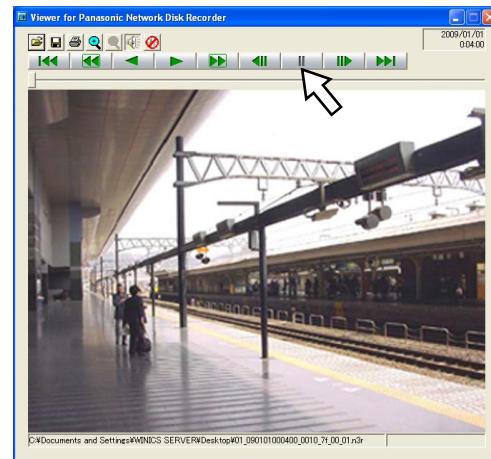 Viewer for Panasonic Network Disk Recorder
2009/01/01
0:04:00
C:¥Documents and Settings¥WINICS SERVER¥Desktop¥01_090101000400_0010_7f_00_01.n3r